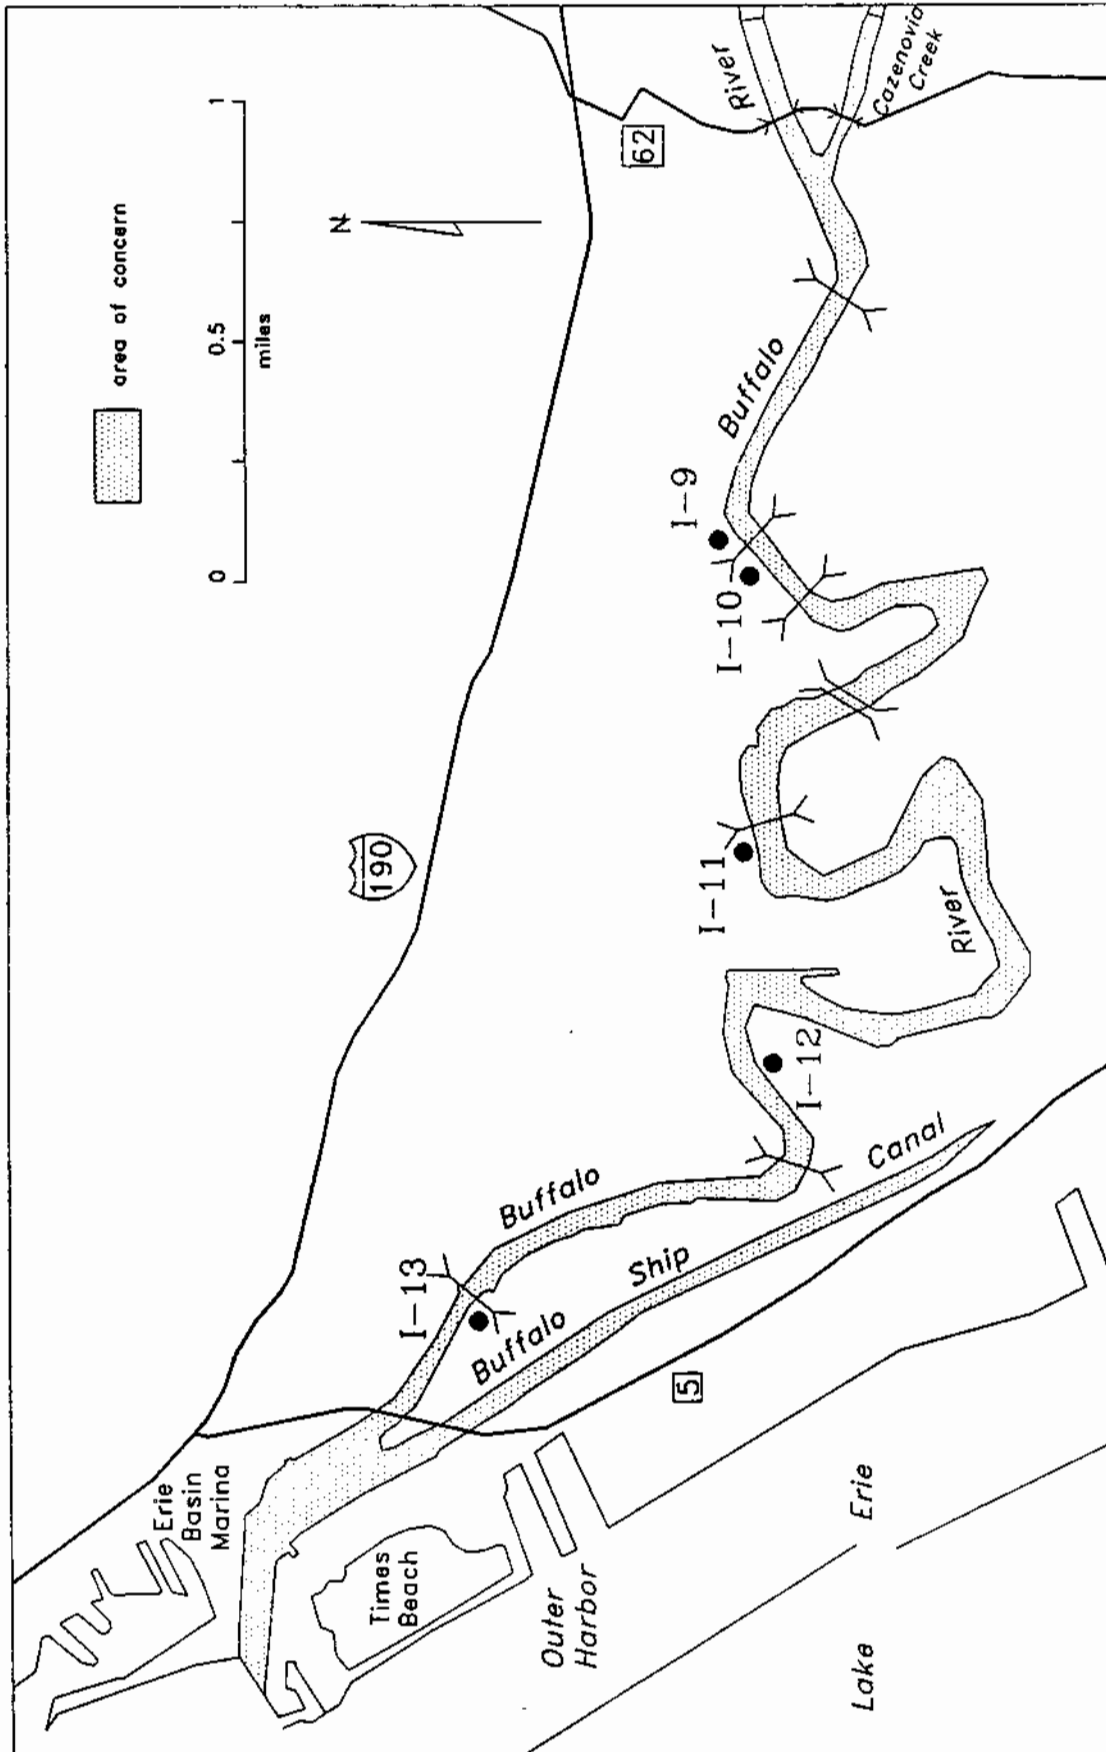 area of concern
0
0.5
1
miles
N
190
62
River
Cazenovia
Creek
Buffalo
I-9
I-10
I-11
River
I-12
Buffalo
I-13
Buffalo
Ship
Canal
5
Erie
Basin
Marina
Times
Beach
Outer
Harbor
Lake
Erie